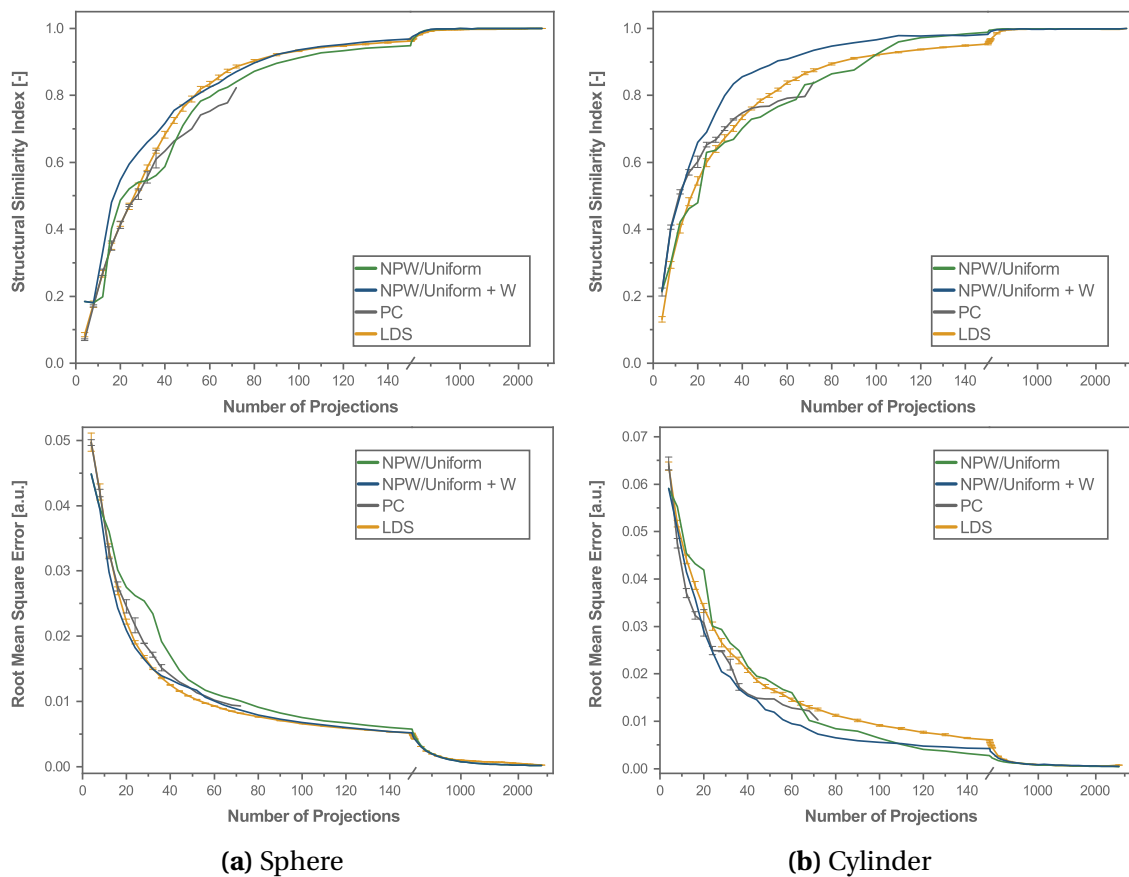 Structural Similarity Index [-]
1.0
0.8
0.6
0.4
0.2
0.0
NPW/Uniform
NPW/Uniform + W
PC
LDS
0 20 40 60 80 100 120 140 1000 2000
Number of Projections
Structural Similarity Index [-]
1.0
0.8
0.6
0.4
0.2
0.0
NPW/Uniform
NPW/Uniform + W
PC
LDS
0 20 40 60 80 100 120 140 1000 2000
Number of Projections
Root Mean Square Error [a.u.]
0.05
0.04
0.03
0.02
0.01
0.00
NPW/Uniform
NPW/Uniform + W
PC
LDS
0 20 40 60 80 100 120 140 1000 2000
Number of Projections
Root Mean Square Error [a.u.]
0.07
0.06
0.05
0.04
0.03
0.02
0.01
0.00
NPW/Uniform
NPW/Uniform + W
PC
LDS
0 20 40 60 80 100 120 140 1000 2000
Number of Projections
(a) Sphere
(b) Cylinder